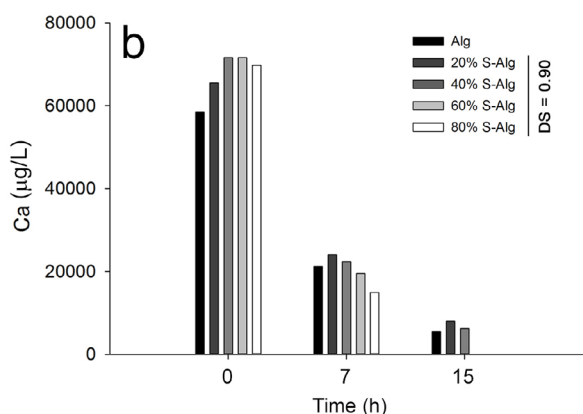 b
80000
60000
40000
20000
0
Ca (µg/L)
Alg
20% S-Alg
40% S-Alg
60% S-Alg
80% S-Alg
DS = 0.90
0 7 15
Time (h)